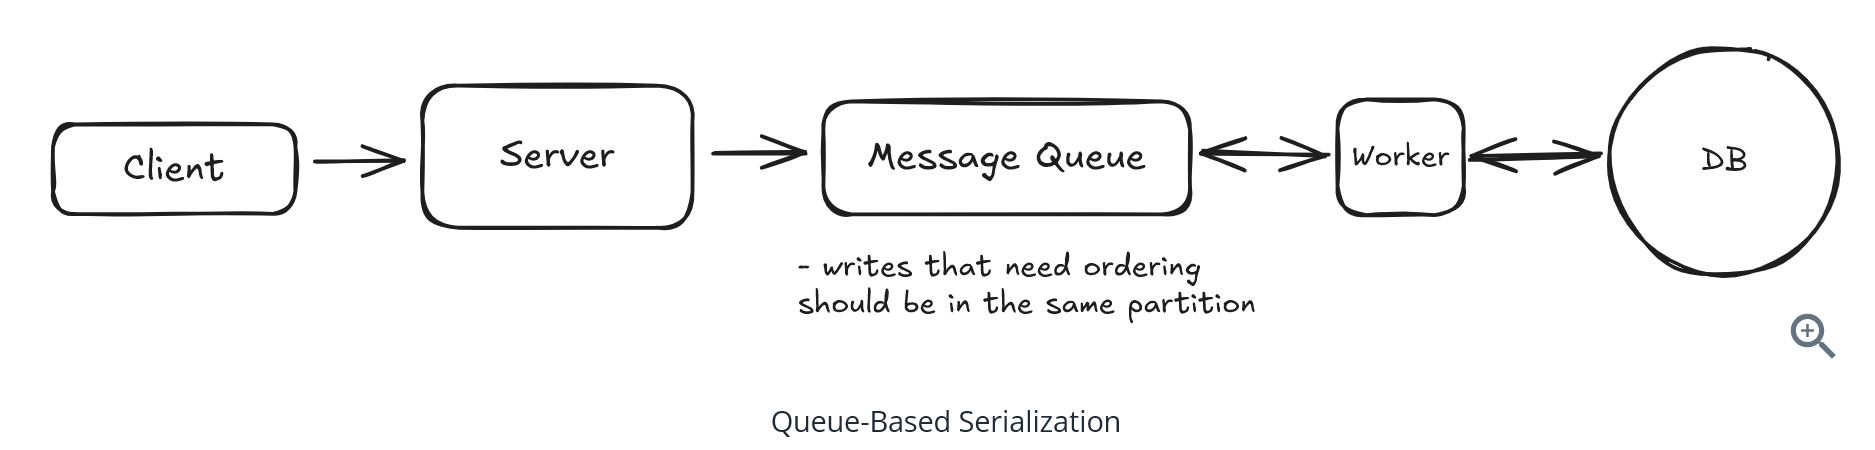 Client
Server
Message Queue
Worker
DB
- writes that need ordering
should be in the same partition
Queue-Based Serialization